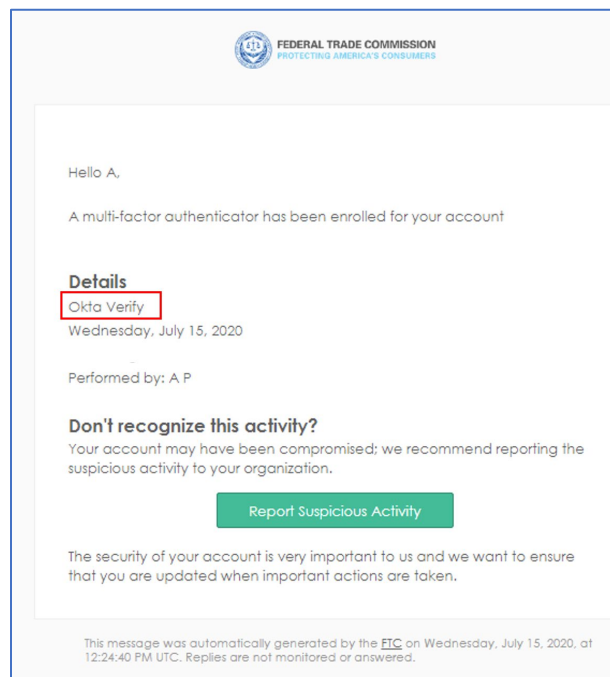 FEDERAL TRADE COMMISSION
PROTECTING AMERICA'S CONSUMERS
Hello A,
A multi-factor authenticator has been enrolled for your account
Details
Okta Verify
Wednesday, July 15, 2020
Performed by: A P
Don't recognize this activity?
Your account may have been compromised; we recommend reporting the
suspicious activity to your organization.
Report Suspicious Activity
The security of your account is very important to us and we want to ensure
that you are updated when important actions are taken.
This message was automatically generated by the FTC on Wednesday, July 15, 2020, at
12:24:40 PM UTC. Replies are not monitored or answered.